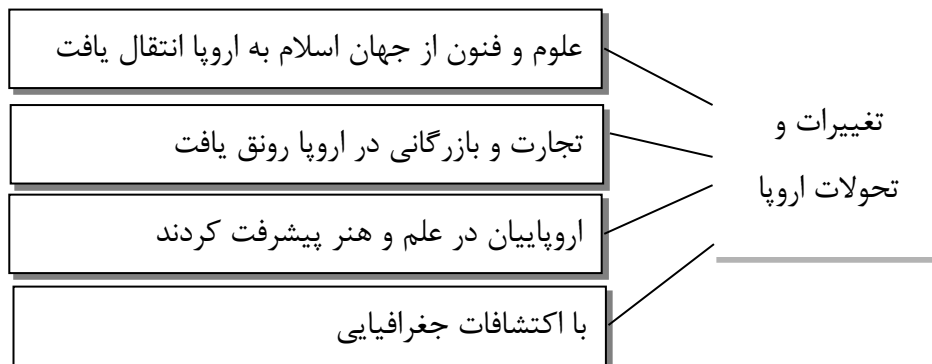 تغییرات و
تحولات اروپا
علوم و فنون از جهان اسلام به اروپا انتقال یافت
تجارت و بازرگانی در اروپا رونق یافت
اروپاییان در علم و هنر پیشرفت کردند
با اکتشافات جغرافیایی